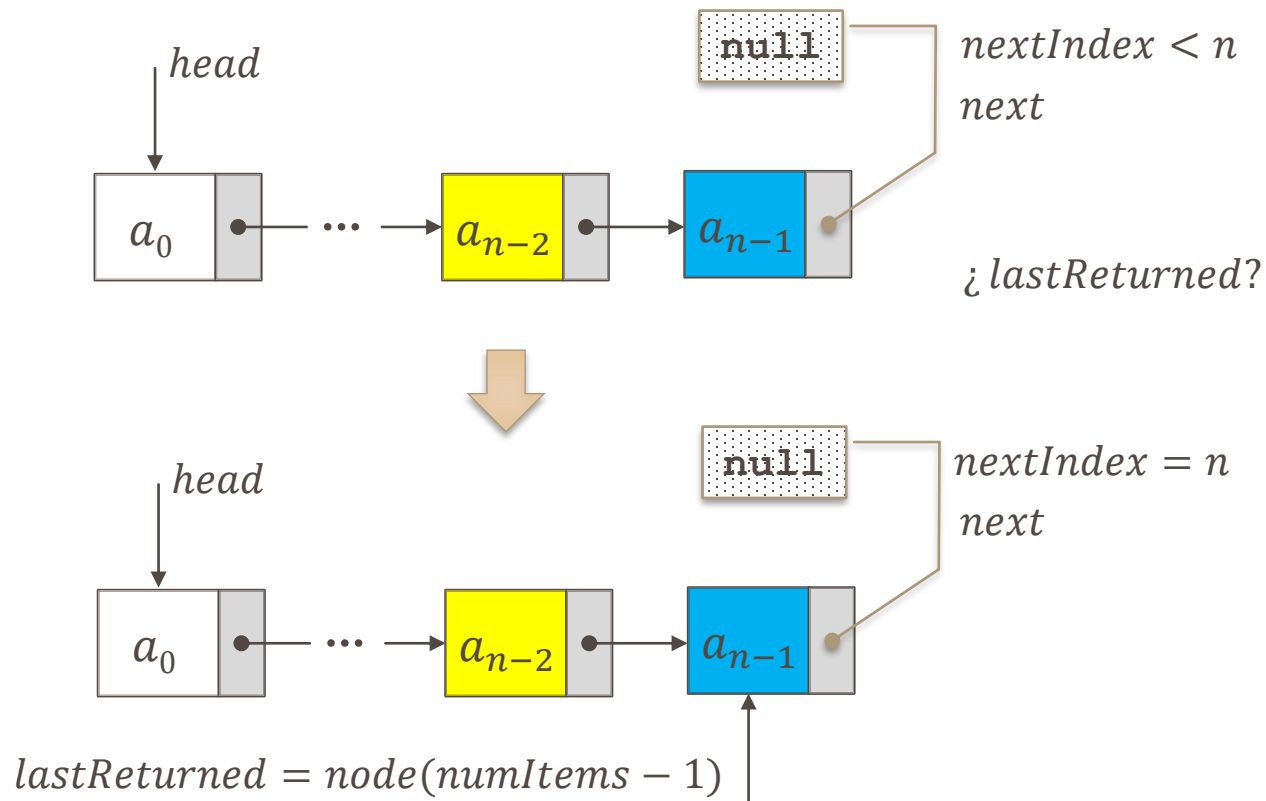 head
null
nextIndex < n
next
a₀ ... aₙ₋₂ aₙ₋₁
¿ lastReturned?
head
null
nextIndex = n
next
a₀ ... aₙ₋₂ aₙ₋₁
lastReturned = node(numItems − 1)